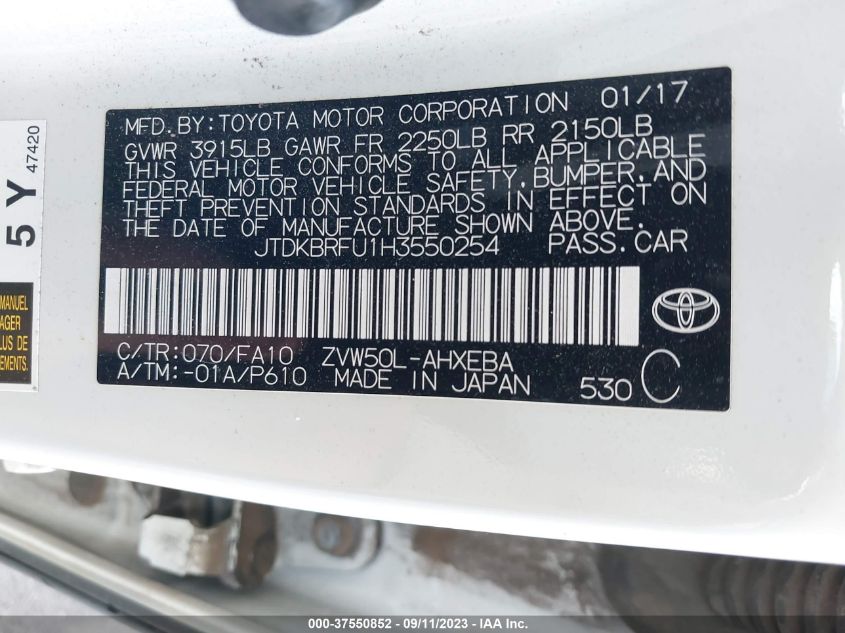 MFD. BY: TOYOTA MOTOR CORPORATION 01/17
GVWR 3915LB GAWR FR 2250LB RR 2150LB
THIS VEHICLE CONFORMS TO ALL APPLICABLE
FEDERAL MOTOR VEHICLE SAFETY, BUMPER, AND
THEFT PREVENTION STANDARDS IN EFFECT ON
THE DATE OF MANUFACTURE SHOWN ABOVE.
JTDKBRFU1H3550254 PASS. CAR
C/TR:070/FA10 ZVW50L-AHXEBA
A/TM:-01A/P610 MADE IN JAPAN 530 C
5 Y 47420
MANUEL
AGER
LUS DE
000-37550852 - 09/11/2023 - Copyright © 2023 IAA, Inc.